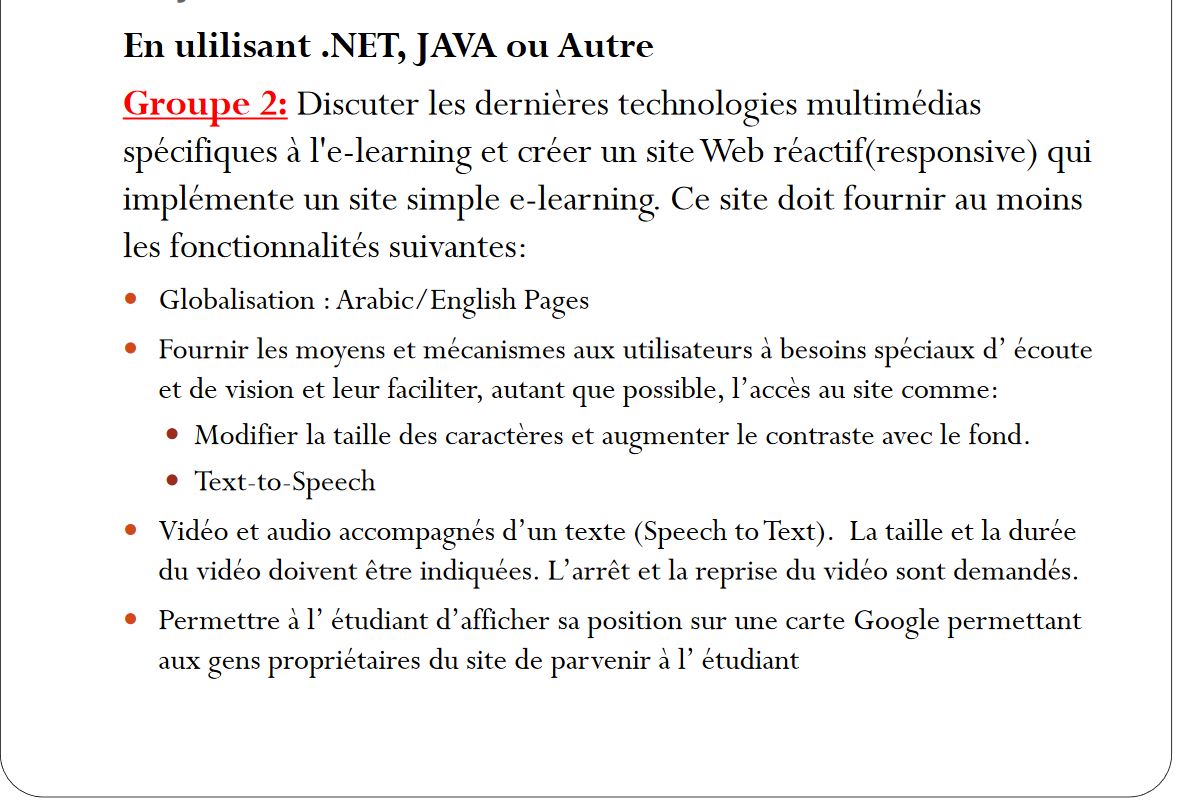 En ulilisant .NET, JAVA ou Autre
Groupe 2: Discuter les dernières technologies multimédias
spécifiques à l'e-learning et créer un site Web réactif(responsive) qui
implémente un site simple e-learning. Ce site doit fournir au moins
les fonctionnalités suivantes:
• Globalisation : Arabic/English Pages
• Fournir les moyens et mécanismes aux utilisateurs à besoins spéciaux d’ écoute
et de vision et leur faciliter, autant que possible, l’accès au site comme:
• Modifier la taille des caractères et augmenter le contraste avec le fond.
• Text-to-Speech
• Vidéo et audio accompagnés d’un texte (Speech to Text). La taille et la durée
du vidéo doivent être indiquées. L’arrêt et la reprise du vidéo sont demandés.
• Permettre à l’ étudiant d’afficher sa position sur une carte Google permettant
aux gens propriétaires du site de parvenir à l’ étudiant